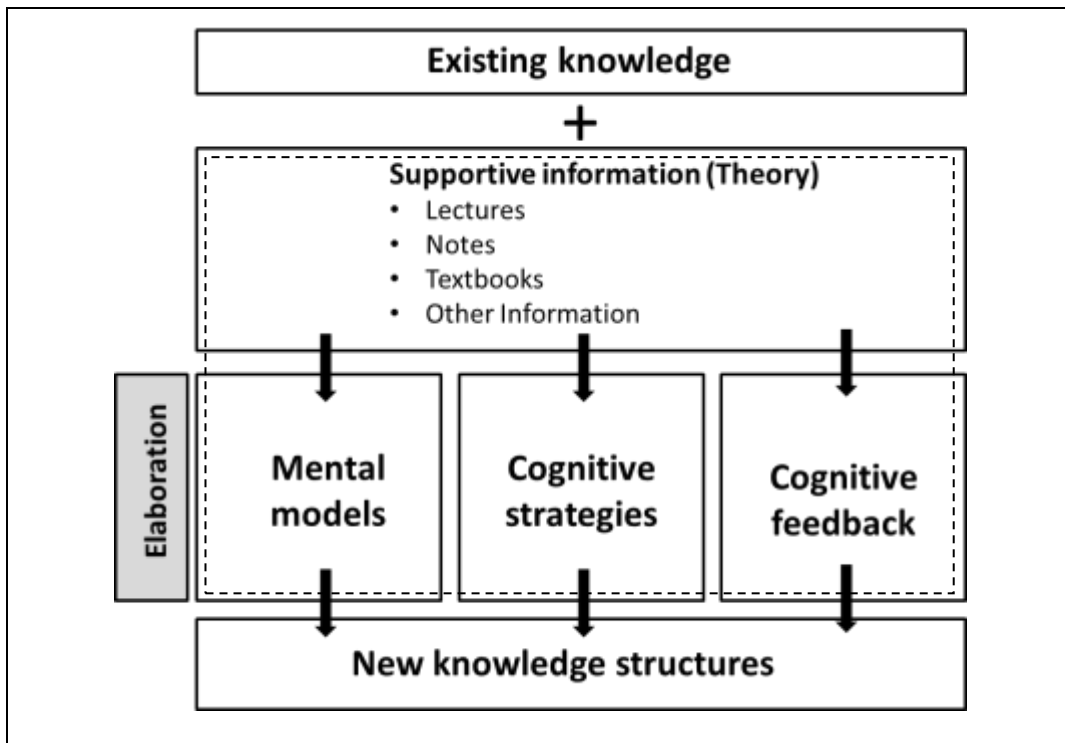 Existing knowledge
+
Supportive information (Theory)
• Lectures
• Notes
• Textbooks
• Other Information
Elaboration
Mental
models
Cognitive
strategies
Cognitive
feedback
New knowledge structures